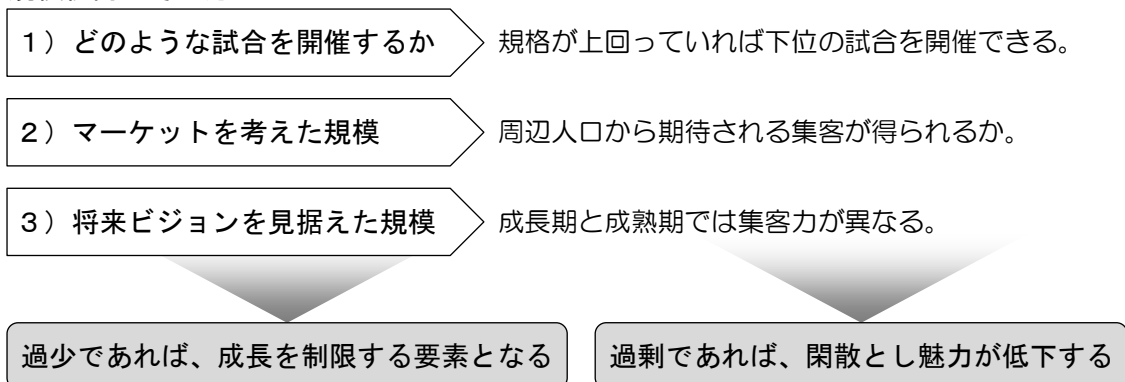 1）どのような試合を開催するか
規格が上回っていれば下位の試合を開催できる。
2）マーケットを考えた規模
周辺人口から期待される集客が得られるか。
3）将来ビジョンを見据えた規模
成長期と成熟期では集客力が異なる。
過少であれば、成長を制限する要素となる
過剰であれば、閑散とし魅力が低下する